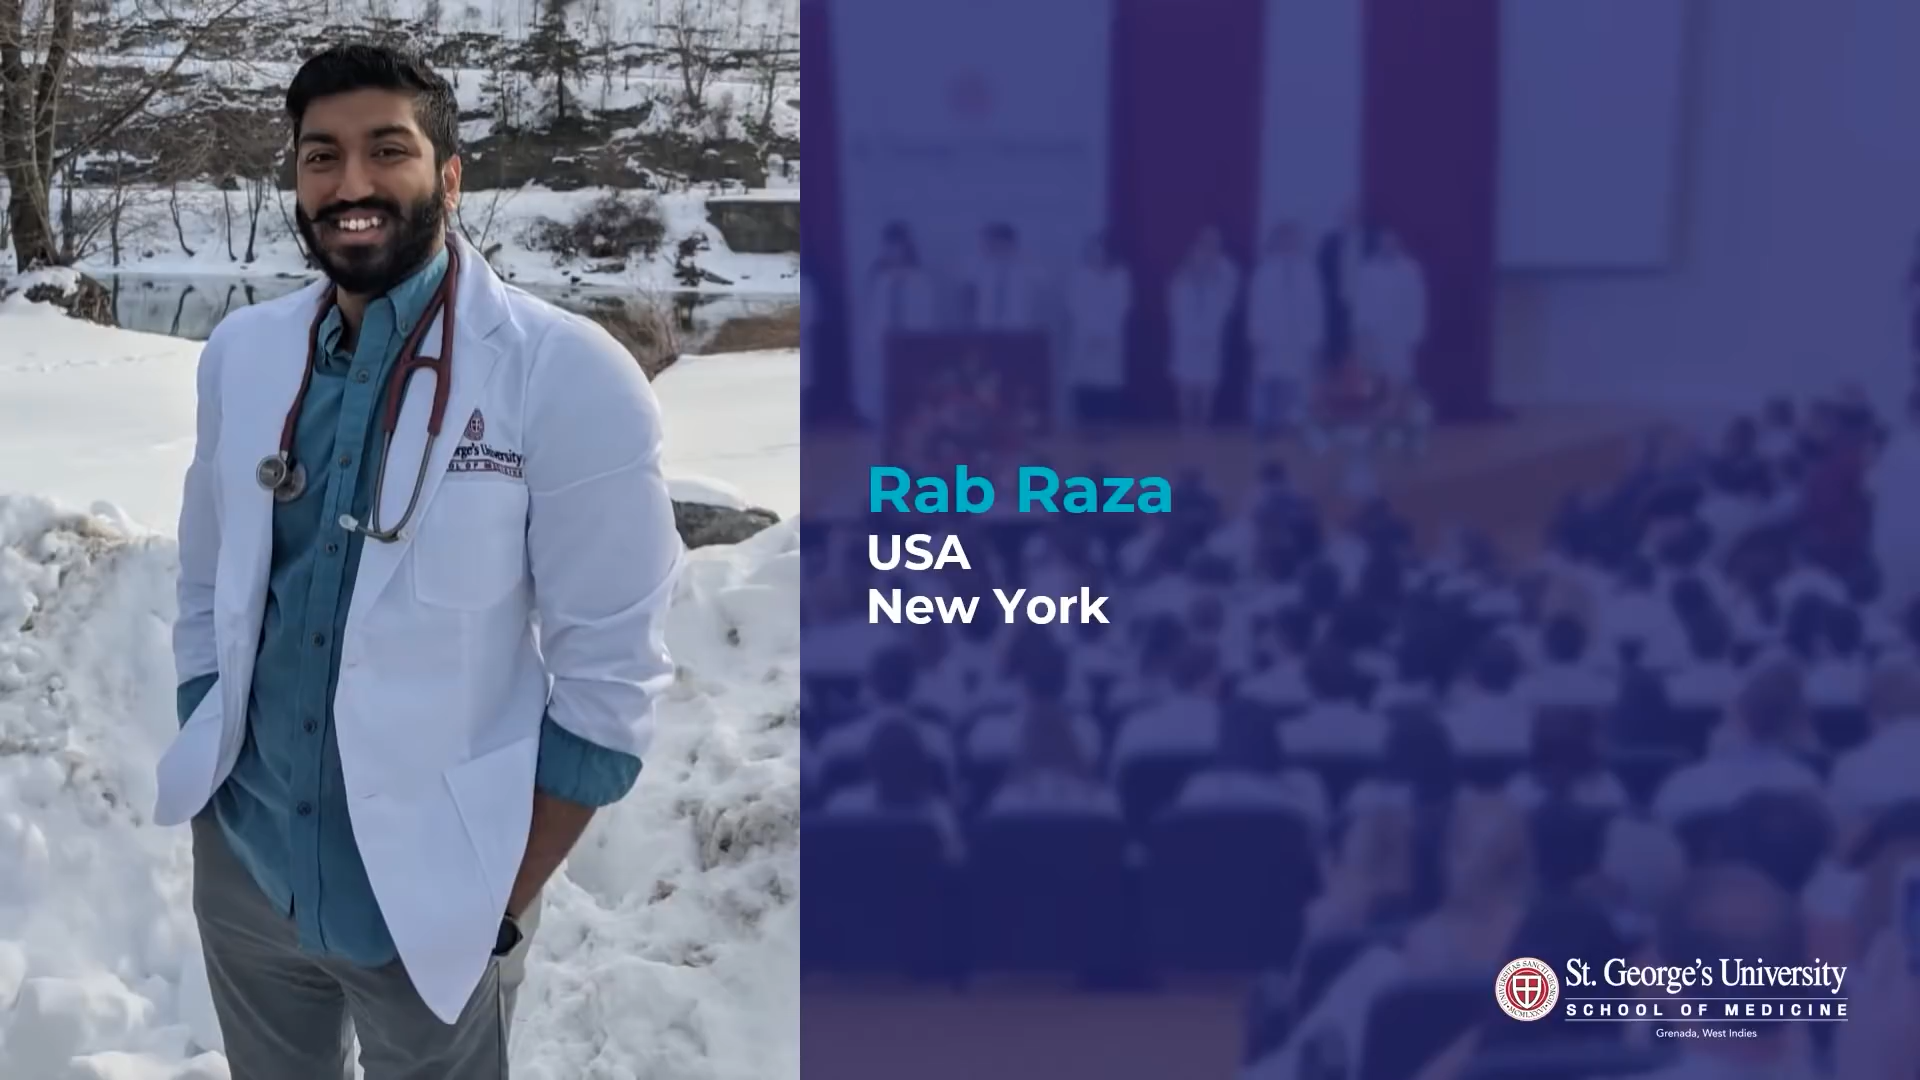 Rab Raza
USA
New York
St. George's University
SCHOOL OF MEDICINE
Grenada, West Indies